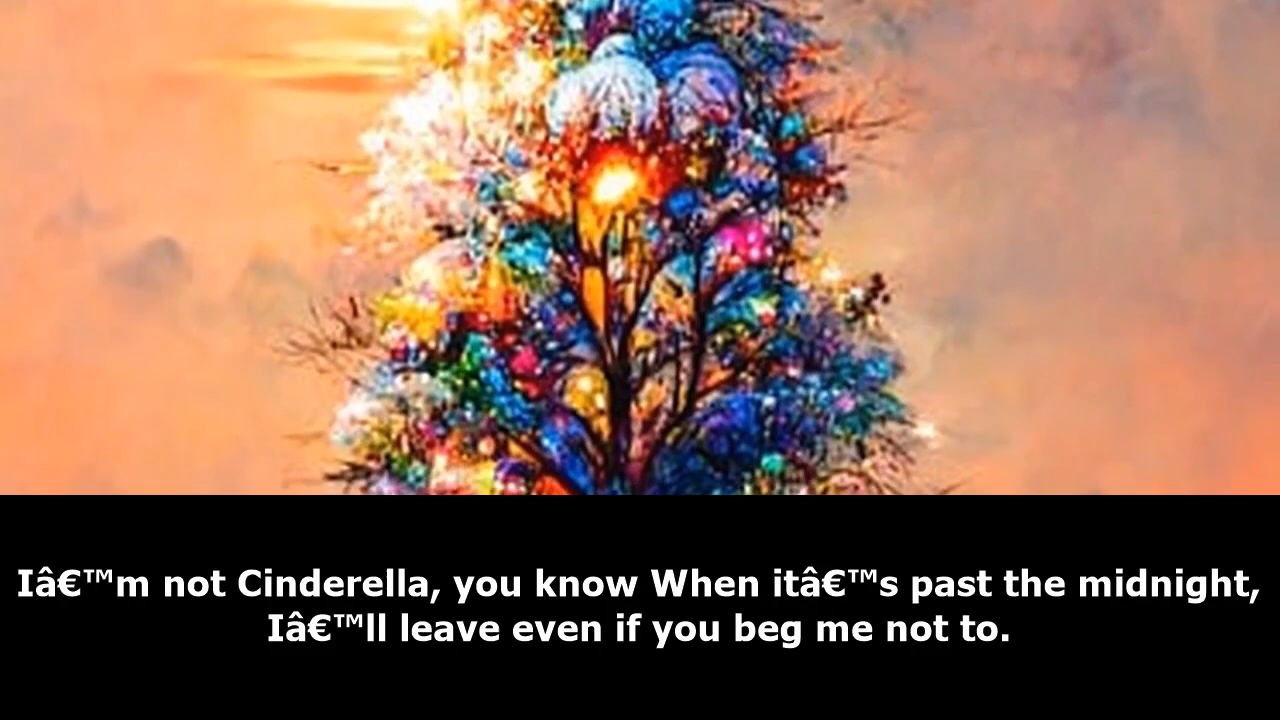 Iâ€™m not Cinderella, you know When itâ€™s past the midnight,
Iâ€™ll leave even if you beg me not to.